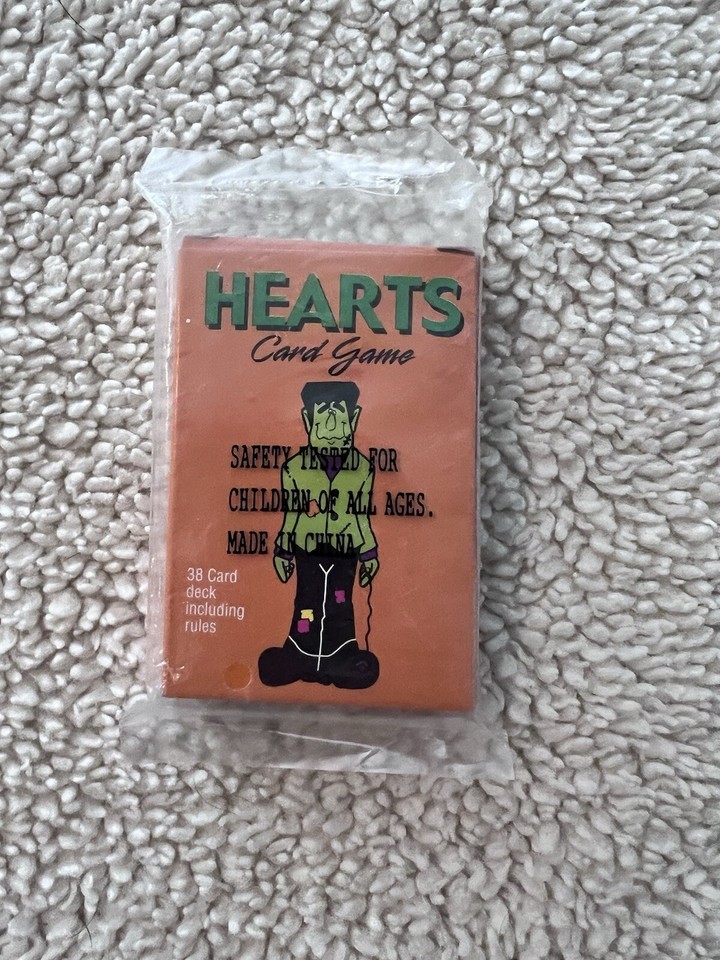 HEARTS
Card Game
SAFETY TESTED FOR
CHILDREN OF ALL AGES.
MADE IN CHINA
38 Card
deck
including
rules